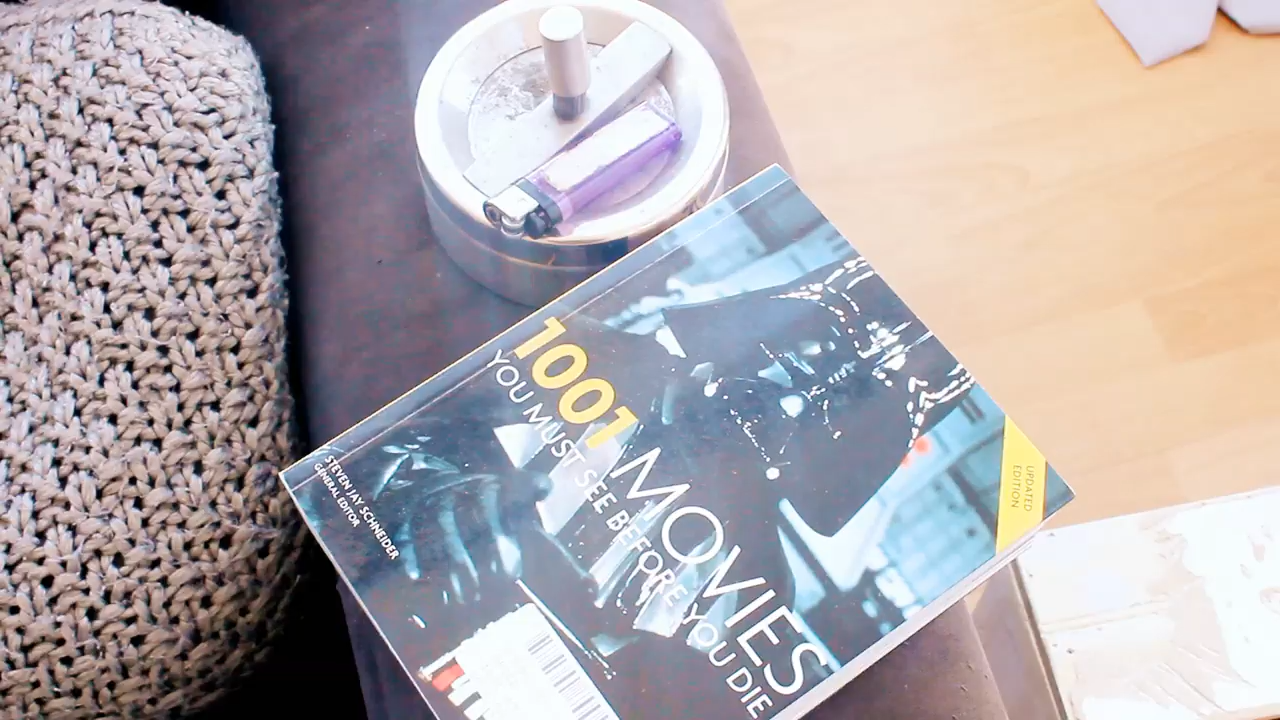 1001
MOVIES
YOU MUST SEE BEFORE YOU DIE
STEVEN JAY SCHNEIDER
GENERAL EDITOR
UPDATED
EDITION